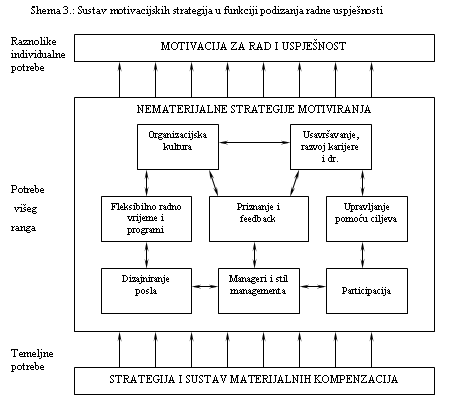 Shema 3.: Sustav motivacijskih strategija u funkciji podizanja radne uspješnosti
Raznolike
individualne
potrebe
MOTIVACIJA ZA RAD I USPJEŠNOST
NEMATERIJALNE STRATEGIJE MOTIVIRANJA
Organizacijska
kultura
Usavršavanje,
razvoj karijere
i dr.
Potrebe
višeg
ranga
Fleksibilno radno
vrijeme i
programi
Priznanje i
feedback
Upravljanje
pomoću ciljeva
Dizajniranje
posla
Manageri i stil
managementa
Participacija
Temeljne
potrebe
STRATEGIJA I SUSTAV MATERIJALNIH KOMPENZACIJA